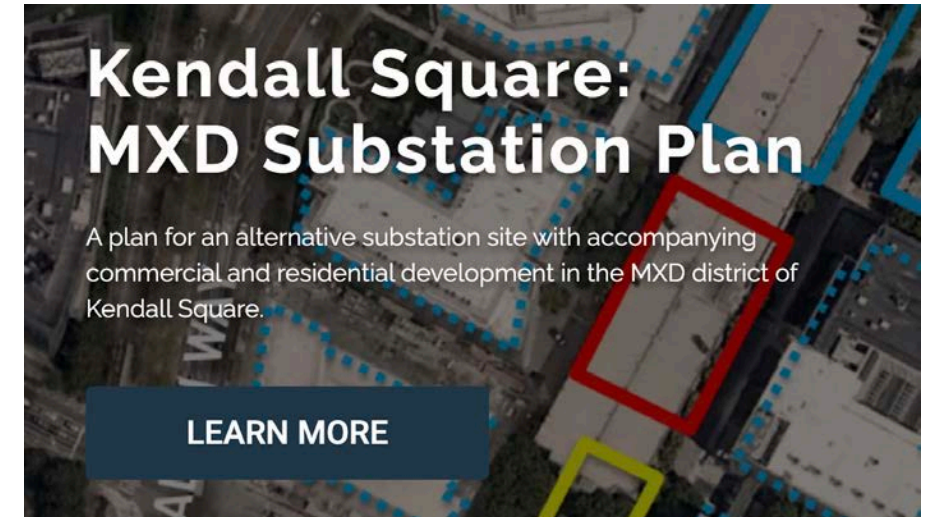 Kendall Square:
MXD Substation Plan
A plan for an alternative substation site with accompanying
commercial and residential development in the MXD district of
Kendall Square.
LEARN MORE